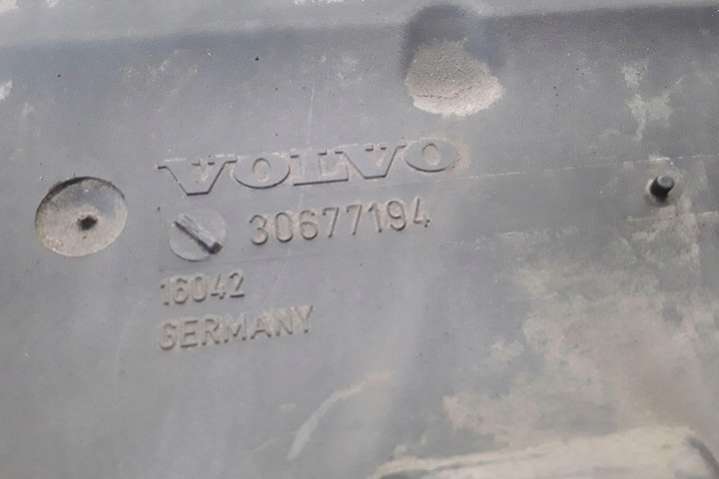 VOLVO
30677194
16042
GERMANY